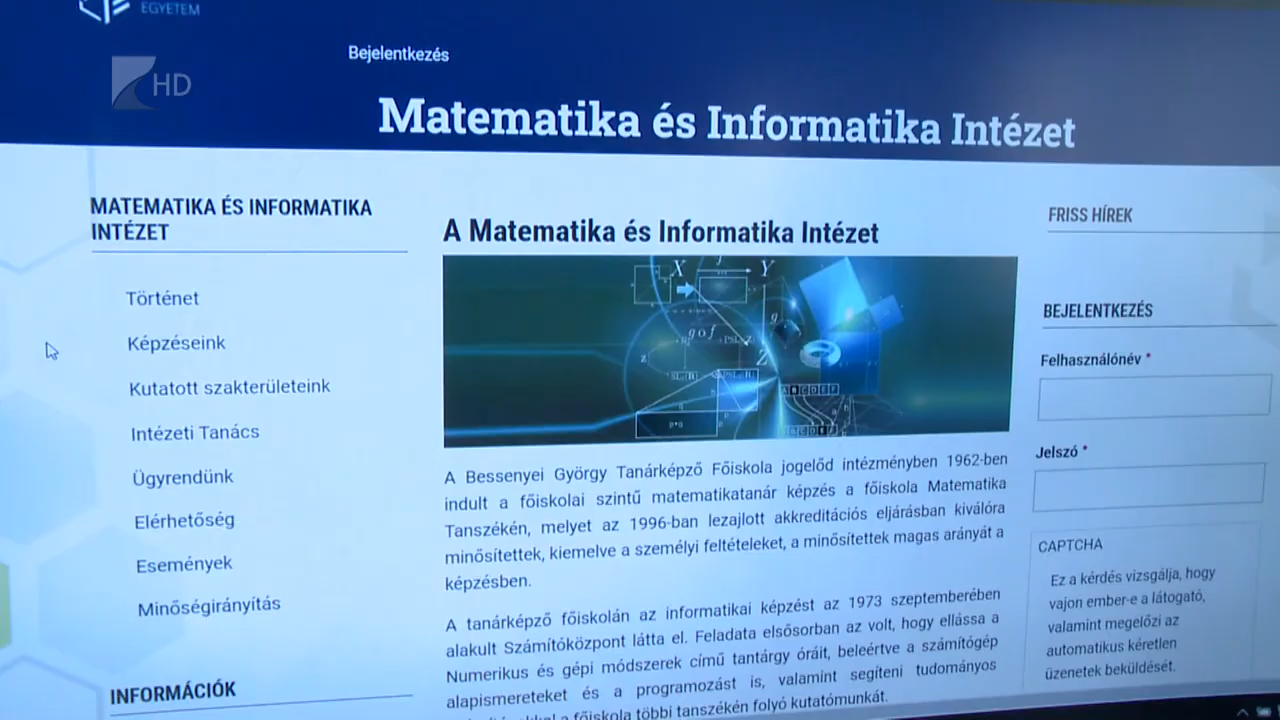 EGYETEM
HD
Bejelentkezés
Matematika és Informatika Intézet
MATEMATIKA ÉS INFORMATIKA
INTÉZET
Történet
Képzéseink
Kutatott szakterületeink
Intézeti Tanács
Ügyrendünk
Elérhetőség
Események
Minőségirányítás
INFORMÁCIÓK
A Matematika és Informatika Intézet
X
Y
g o f
g
Z
z
A Bessenyei György Tanárképző Főiskola jogelőd intézményben 1962-ben
indult a főiskolai szintű matematikatanár képzés a főiskola Matematika
Tanszékén, melyet az 1996-ban lezajlott akkreditációs eljárásban kiválóra
minősítettek, kiemelve a személyi feltételeket, a minősítettek magas arányát a
képzésben.
A tanárképző főiskolán az informatikai képzést az 1973 szeptemberében
alakult Számítóközpont látta el. Feladata elsősorban az volt, hogy ellássa a
Numerikus és gépi módszerek című tantárgy óráit, beleértve a számítógép
alapismereteket és a programozást is, valamint segíteni tudományos
a főiskola többi tanszékén folyó kutatómunkát.
FRISS HÍREK
BEJELENTKEZÉS
Felhasználónév *
Jelszó *
CAPTCHA
Ez a kérdés vizsgálja, hogy
vajon ember-e a látogató,
valamint megelőzi az
automatikus kéretlen
üzenetek beküldését.